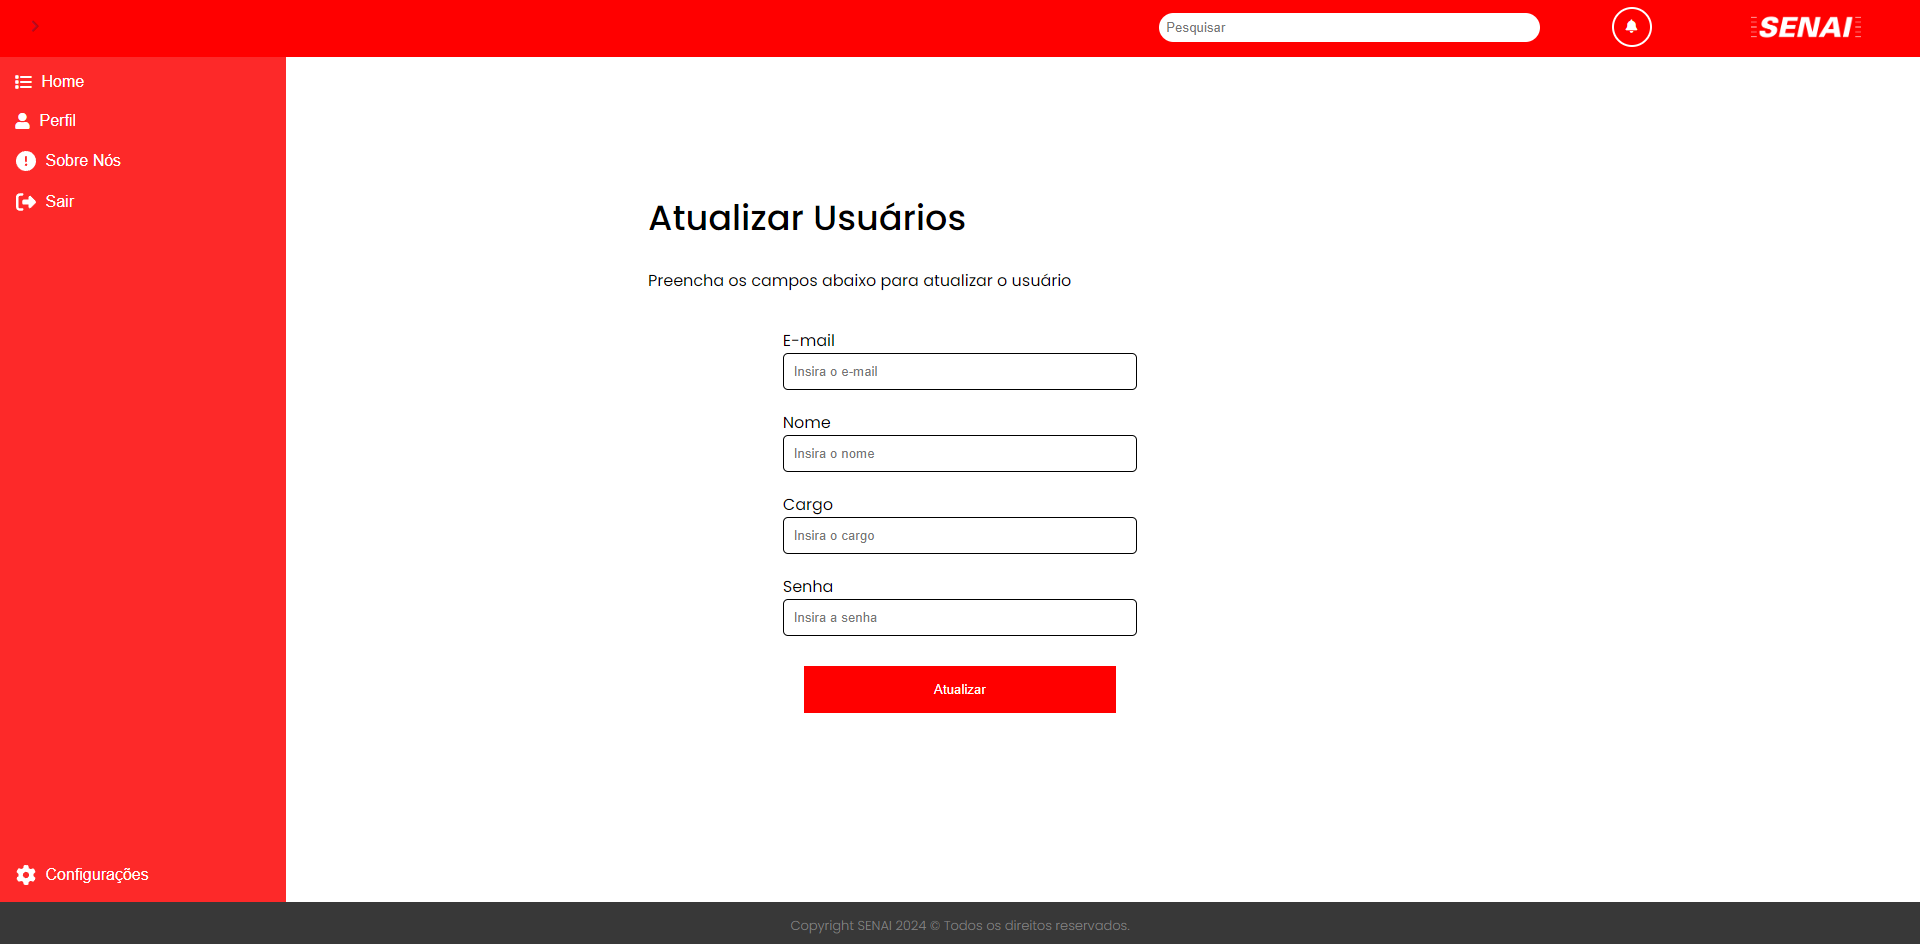 Pesquisar
SENAI
Home
Perfil
Sobre Nós
Sair
Atualizar Usuários
Preencha os campos abaixo para atualizar o usuário
E-mail
Insira o e-mail
Nome
Insira o nome
Cargo
Insira o cargo
Senha
Insira a senha
Atualizar
Configurações
Copyright SENAI 2024 © Todos os direitos reservados.